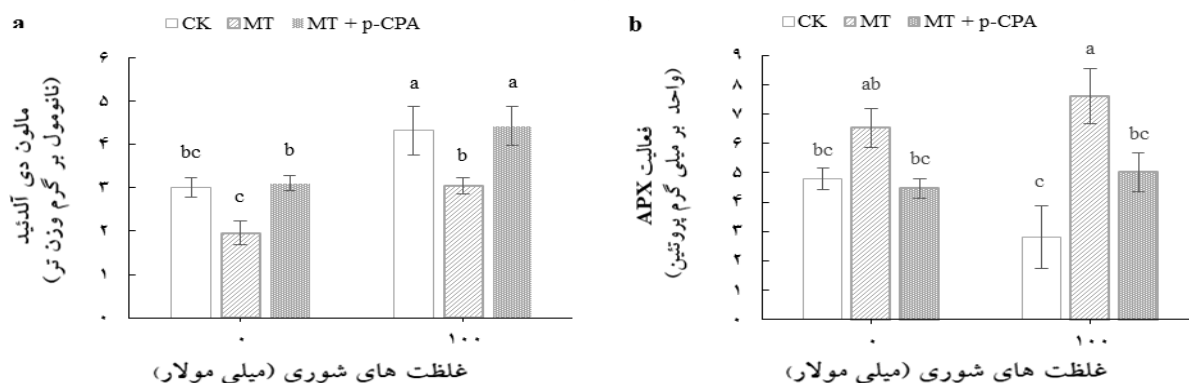 a
CK MT MT + p-CPA
مالون دی آلدئید
(نانومول بر گرم وزن تر)
۶
۵
۴
۳
۲
۱
۰
bc
c
b
a
b
a
۰
۱۰۰
غلظت های شوری (میلی مولار)
b
CK MT MT + p-CPA
فعالیت APX
(واحد بر میلی گرم پروتئین)
۹
۸
۷
۶
۵
۴
۳
۲
۱
۰
bc
ab
bc
c
a
bc
۰
۱۰۰
غلظت های شوری (میلی مولار)